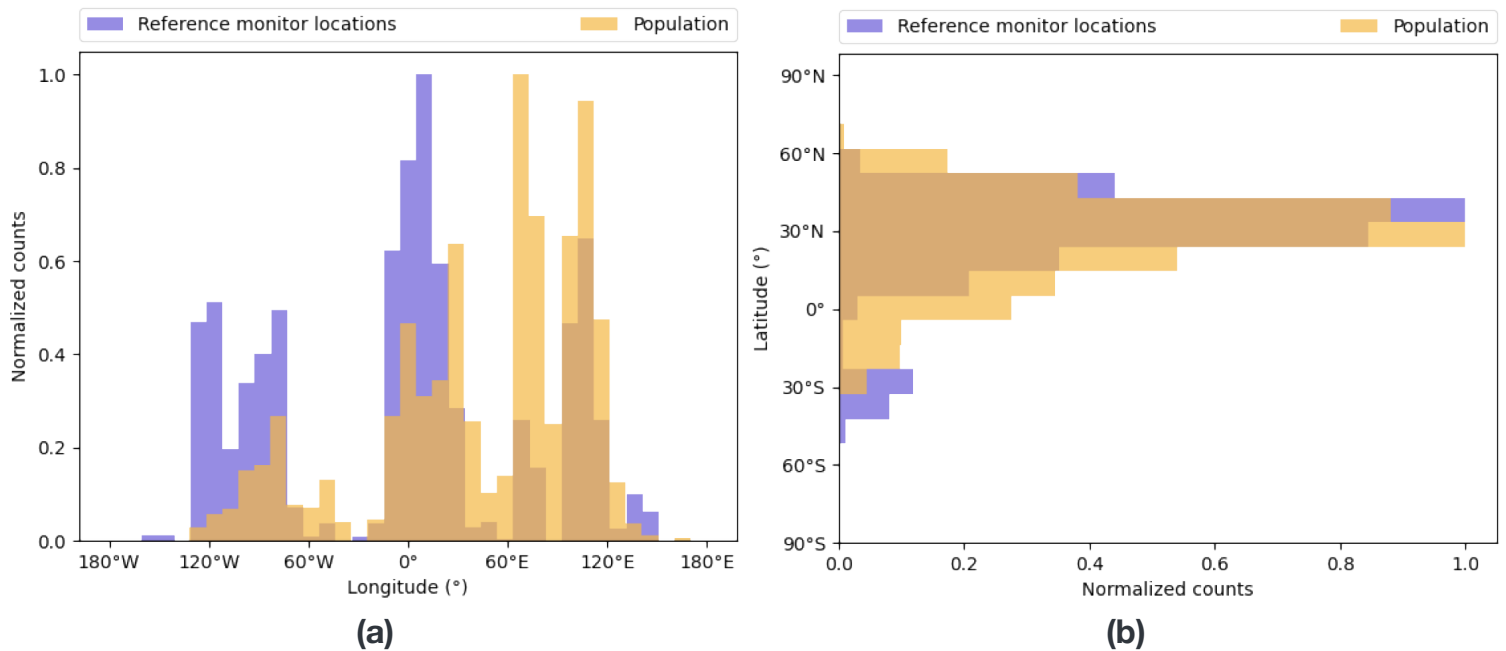 Reference monitor locations Population
1.0
0.8
0.6
0.4
0.2
0.0
Normalized counts
180°W 120°W 60°W 0° 60°E 120°E 180°E
Longitude (°)
(a)
Reference monitor locations Population
90°N
60°N
30°N
0°
30°S
60°S
90°S
Latitude (°)
0.0 0.2 0.4 0.6 0.8 1.0
Normalized counts
(b)